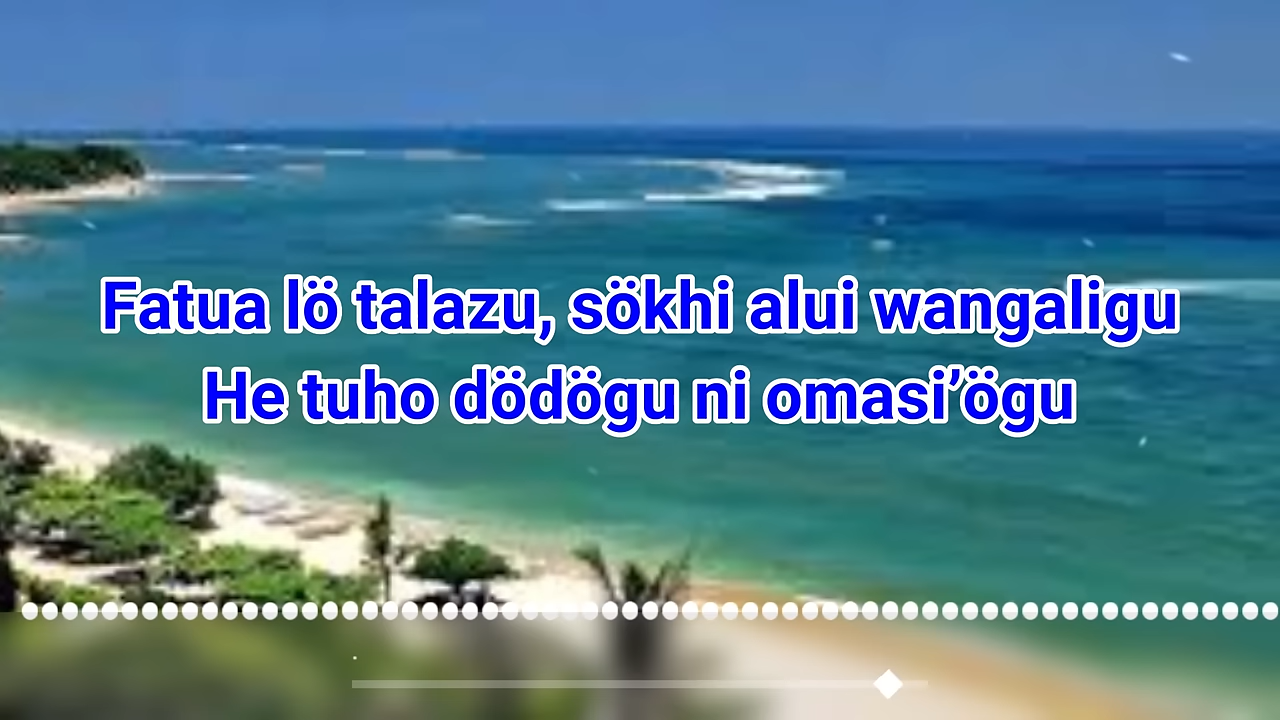 Fatua lö talazu, sökhi alui wangaligu
He tuho dödögu ni omasi’ögu